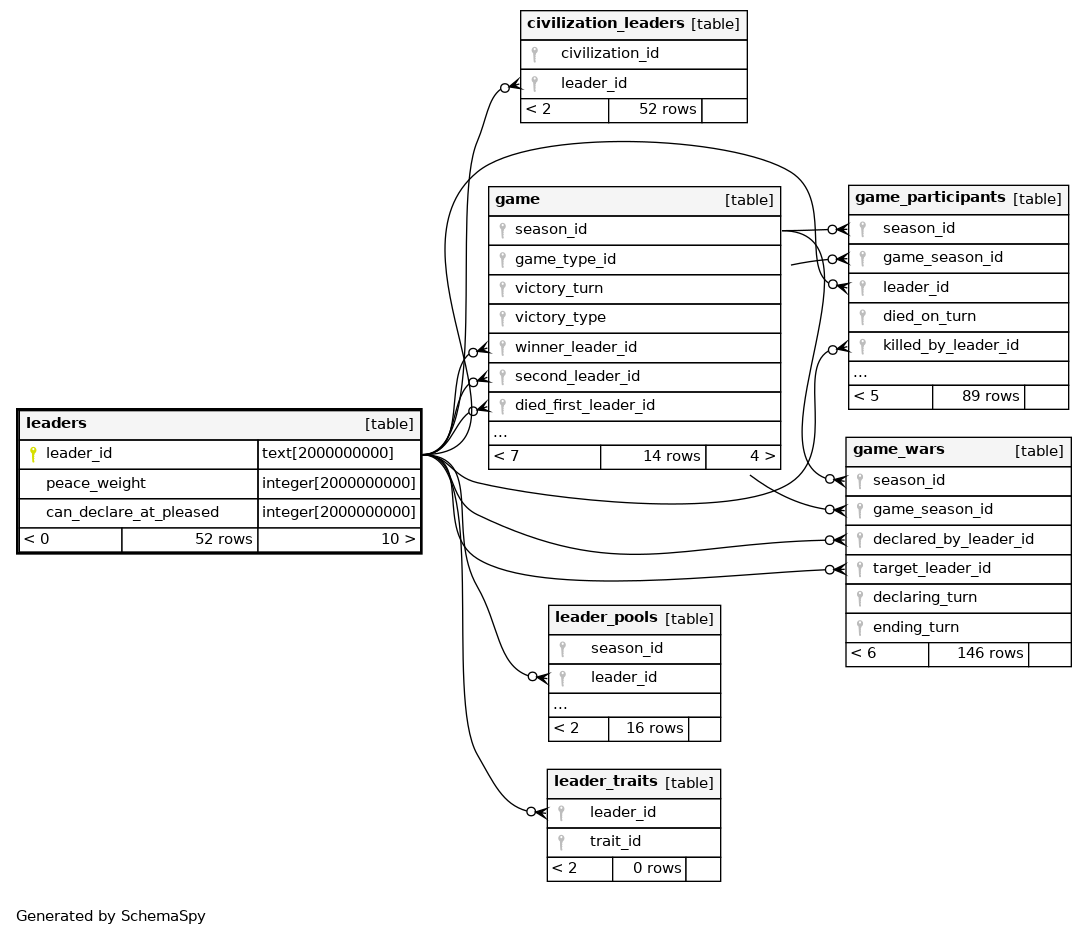 civilization_leaders [table]
civilization_id
leader_id
< 2 52 rows
game [table]
season_id
game_type_id
victory_turn
victory_type
winner_leader_id
second_leader_id
died_first_leader_id
...
< 7 14 rows 4 >
game_participants [table]
season_id
game_season_id
leader_id
died_on_turn
killed_by_leader_id
...
< 5 89 rows
leaders [table]
leader_id text[2000000000]
peace_weight integer[2000000000]
can_declare_at_pleased integer[2000000000]
< 0 52 rows 10 >
game_wars [table]
season_id
game_season_id
declared_by_leader_id
target_leader_id
declaring_turn
ending_turn
< 6 146 rows
leader_pools [table]
season_id
leader_id
...
< 2 16 rows
leader_traits [table]
leader_id
trait_id
< 2 0 rows
Generated by SchemaSpy